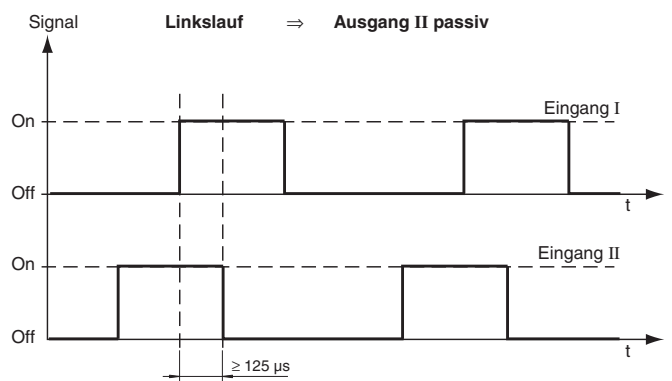 Signal Linkslauf ⇒ Ausgang II passiv
Eingang I
On
Off
t
Eingang II
On
Off
t
≥ 125 µs